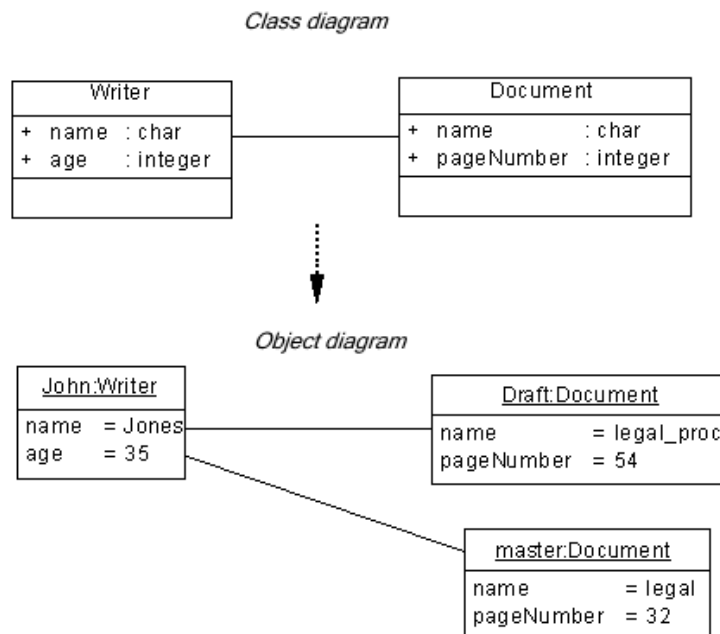 Class diagram
Writer
+ name : char
+ age : integer
Document
+ name : char
+ pageNumber : integer
Object diagram
John:Writer
name = Jones
age = 35
Draft:Document
name = legal_proc
pageNumber = 54
master:Document
name = legal
pageNumber = 32